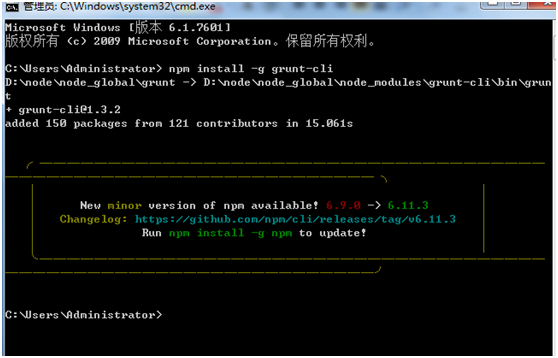 管理员: C:\Windows\system32\cmd.exe
Microsoft Windows [版本 6.1.7601]
版权所有 (c) 2009 Microsoft Corporation。保留所有权利。
C:\Users\Administrator> npm install -g grunt-cli
D:\node\node_global\grunt -> D:\node\node_global\node_modules\grunt-cli\bin\grun
t
+ grunt-cli@1.3.2
added 150 packages from 121 contributors in 15.061s
New minor version of npm available! 6.9.0 -> 6.11.3
Changelog: https://github.com/npm/cli/releases/tag/v6.11.3
Run npm install -g npm to update!
C:\Users\Administrator>